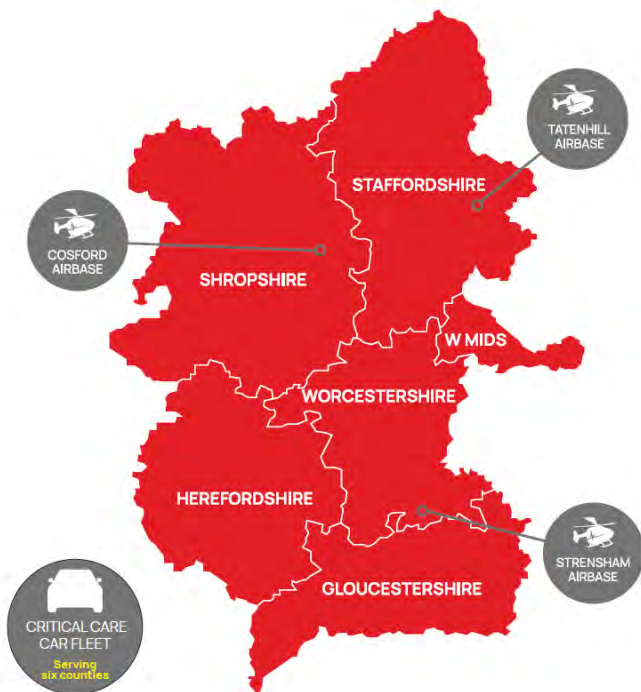 TATENHILL
AIRBASE
STAFFORDSHIRE
COSFORD
AIRBASE
SHROPSHIRE
W MIDS
WORCESTERSHIRE
HEREFORDSHIRE
STRENSHAM
AIRBASE
GLOUCESTERSHIRE
CRITICAL CARE
CAR FLEET
Serving
six counties